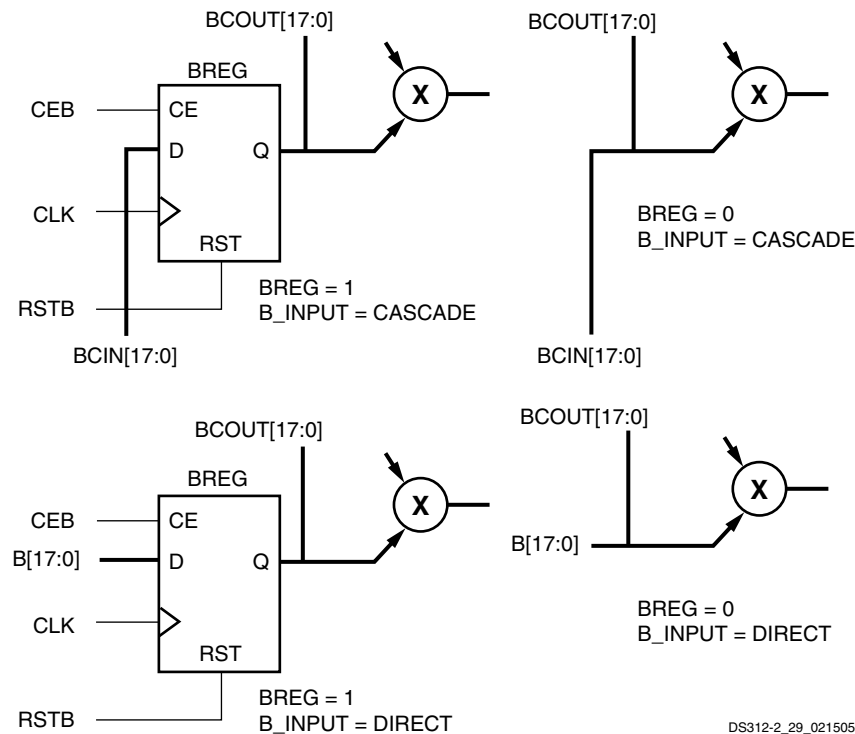 BCOUT[17:0]
BREG
CEB
CE
X
D
Q
CLK
RST
RSTB
BREG = 1
B_INPUT = CASCADE
BCIN[17:0]
BCOUT[17:0]
X
BREG = 0
B_INPUT = CASCADE
BCIN[17:0]
BCOUT[17:0]
BREG
CEB
CE
X
B[17:0]
D
Q
CLK
RST
RSTB
BREG = 1
B_INPUT = DIRECT
BCOUT[17:0]
X
B[17:0]
BREG = 0
B_INPUT = DIRECT
DS312-2_29_021505